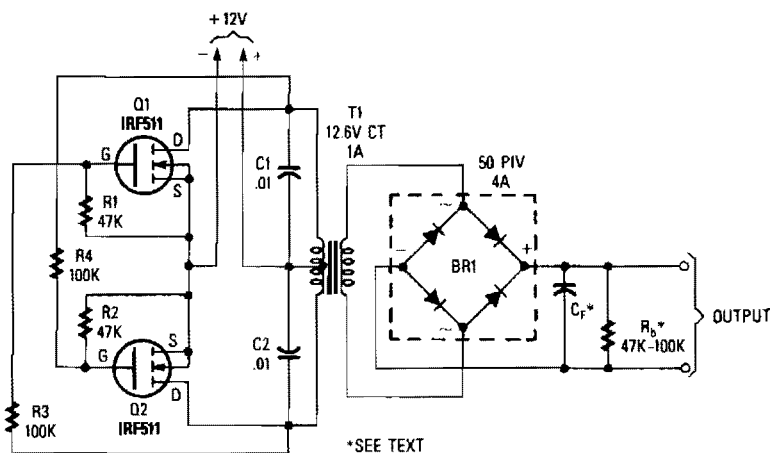 +12V
− +
Q1
IRF511
D
G
S
R1
47K
R4
100K
R2
47K
S
G
D
Q2
IRF511
R3
100K
C1
.01
C2
.01
T1
12.6V CT
1A
50 PIV
4A
~
− +
BR1
~
CF*
Rb*
47K-100K
OUTPUT
*SEE TEXT